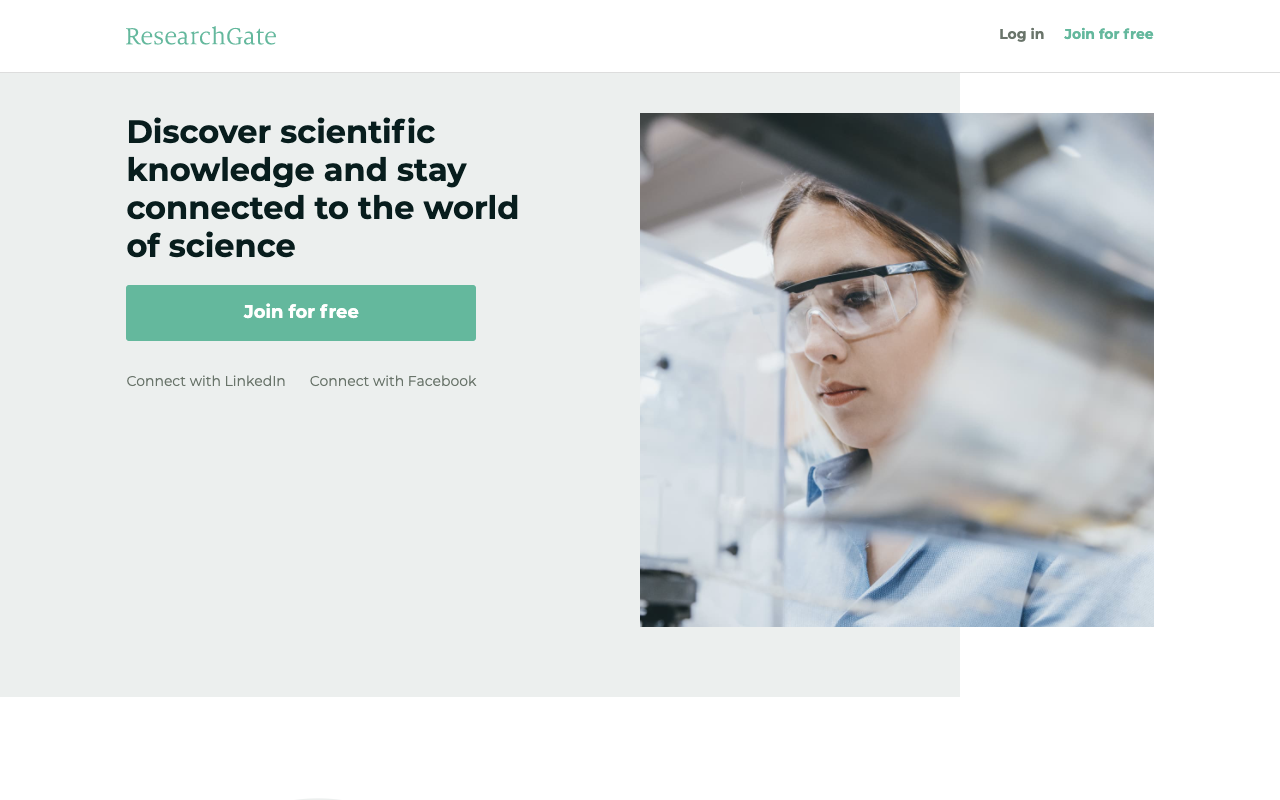 ResearchGate
Log in
Join for free
Discover scientific
knowledge and stay
connected to the world
of science
Join for free
Connect with LinkedIn
Connect with Facebook